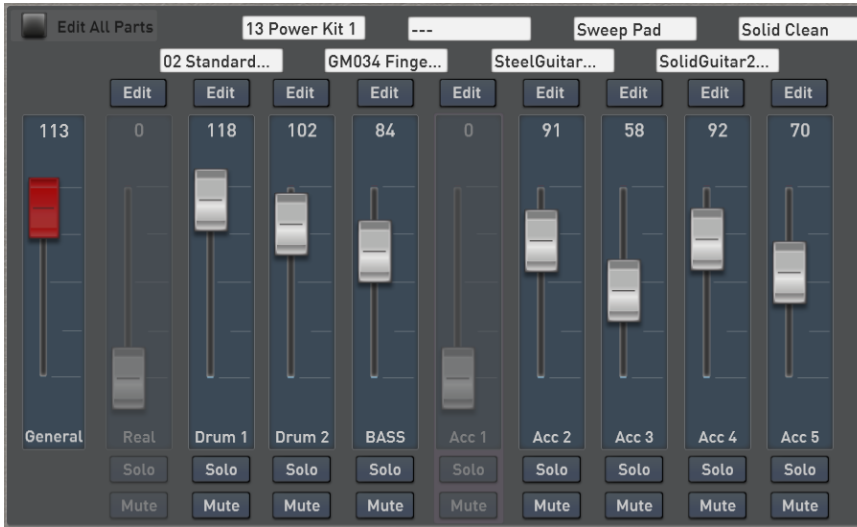 Edit All Parts
13 Power Kit 1 --- Sweep Pad Solid Clean
02 Standard... GM034 Finge... SteelGuitar... SolidGuitar2...
Edit Edit Edit Edit Edit Edit Edit Edit Edit
113 0 118 102 84 0 91 58 92 70
General Real Drum 1 Drum 2 BASS Acc 1 Acc 2 Acc 3 Acc 4 Acc 5
Solo Solo Solo Solo Solo Solo Solo Solo Solo
Mute Mute Mute Mute Mute Mute Mute Mute Mute